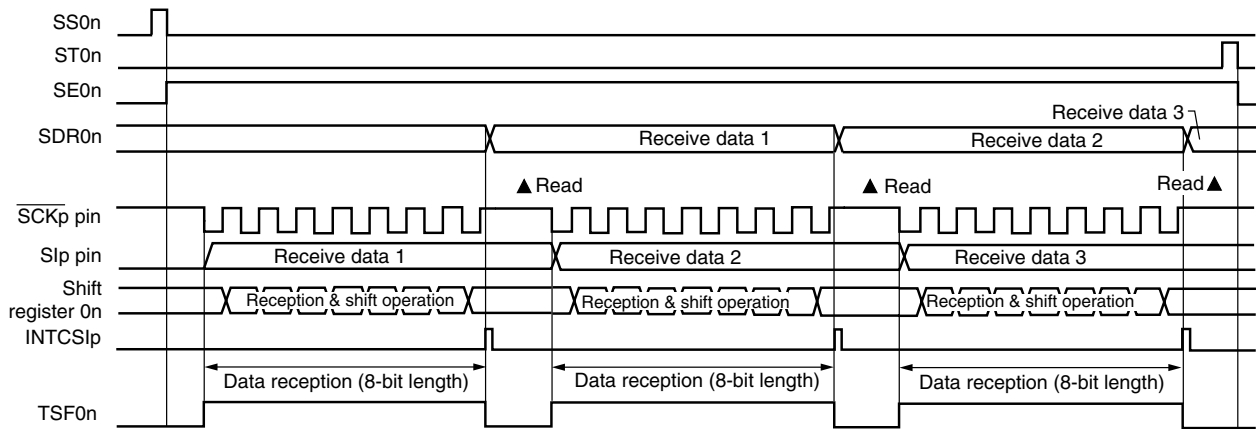 SS0n
ST0n
SE0n
Receive data 3
SDR0n
Receive data 1
Receive data 2
▲ Read
▲ Read
Read ▲
SCKp pin
SIp pin
Receive data 1
Receive data 2
Receive data 3
Shift
register 0n
Reception & shift operation
Reception & shift operation
Reception & shift operation
INTCSIp
Data reception (8-bit length)
Data reception (8-bit length)
Data reception (8-bit length)
TSF0n